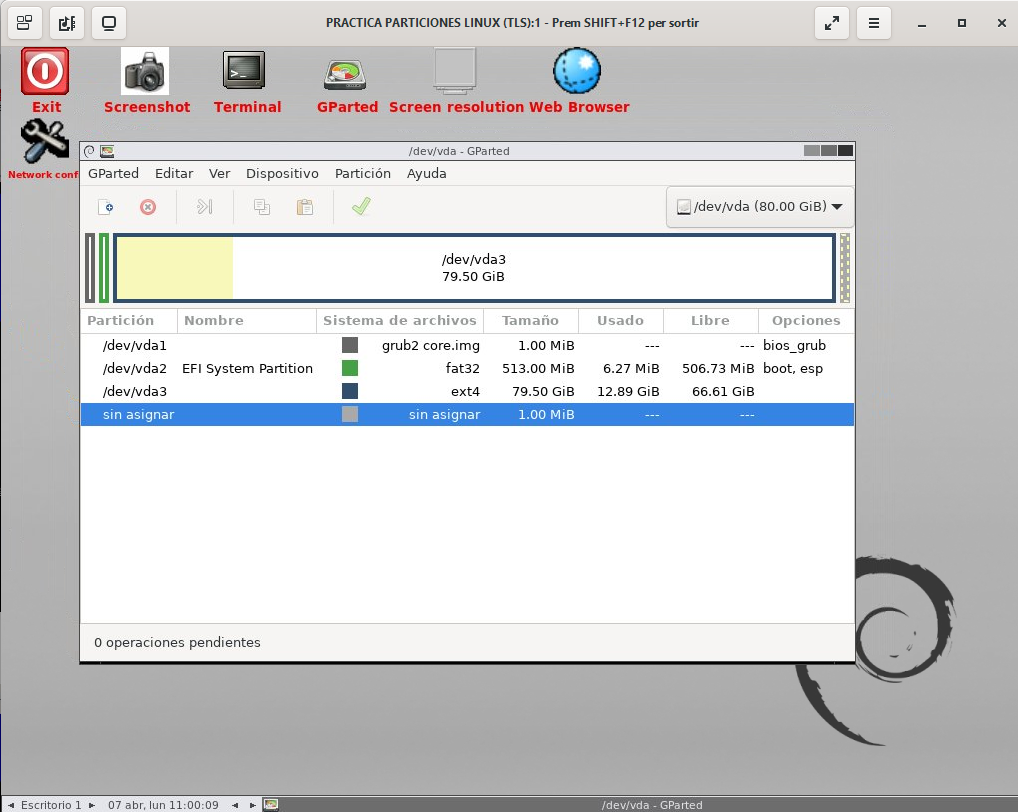 PRACTICA PARTICIONES LINUX (TLS):1 - Prem SHIFT+F12 per sortir
Exit
Screenshot
Terminal
GParted
Screen resolution
Web Browser
Network conf
/dev/vda - GParted
GParted Editar Ver Dispositivo Partición Ayuda
/dev/vda (80.00 GiB)
/dev/vda3
79.50 GiB
Partición Nombre Sistema de archivos Tamaño Usado Libre Opciones
/dev/vda1 grub2 core.img 1.00 MiB --- --- bios_grub
/dev/vda2 EFI System Partition fat32 513.00 MiB 6.27 MiB 506.73 MiB boot, esp
/dev/vda3 ext4 79.50 GiB 12.89 GiB 66.61 GiB
sin asignar sin asignar 1.00 MiB --- ---
0 operaciones pendientes
Escritorio 1 07 abr, lun 11:00:09 /dev/vda - GParted